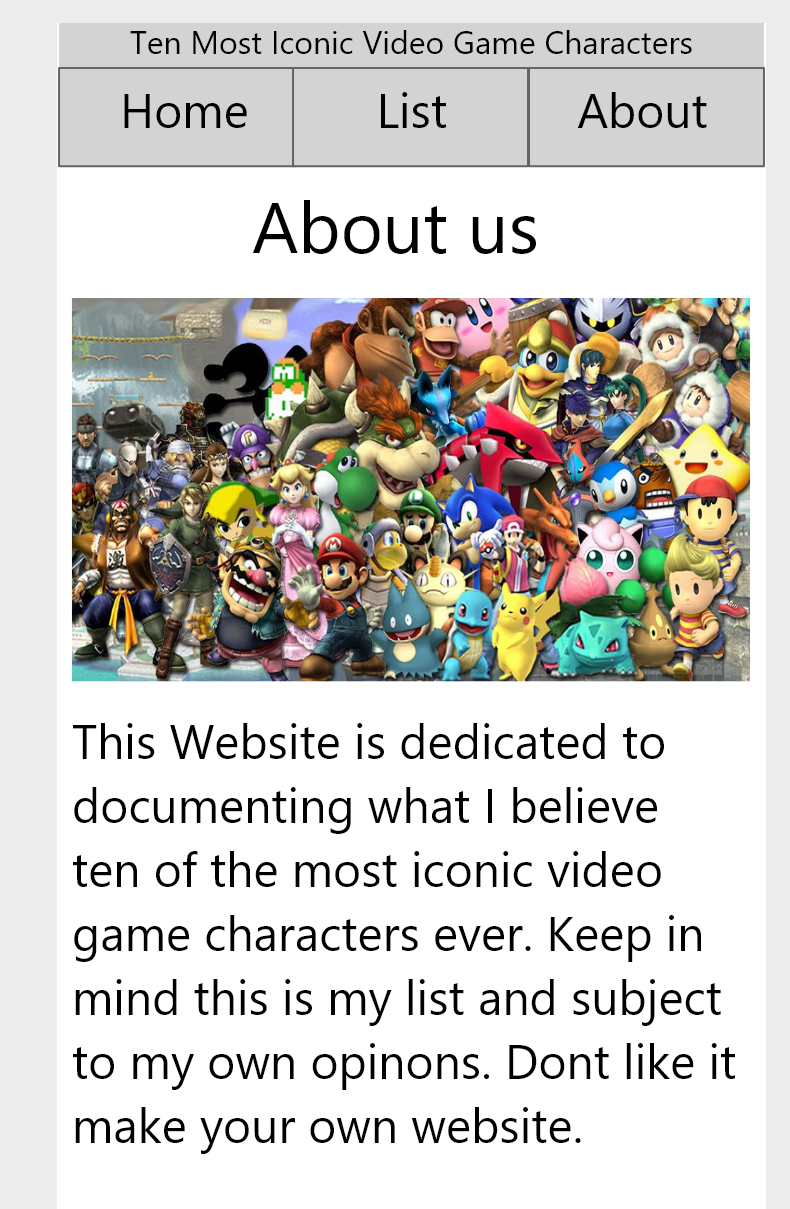 Ten Most Iconic Video Game Characters
Home List About
About us
This Website is dedicated to
documenting what I believe
ten of the most iconic video
game characters ever. Keep in
mind this is my list and subject
to my own opinons. Dont like it
make your own website.